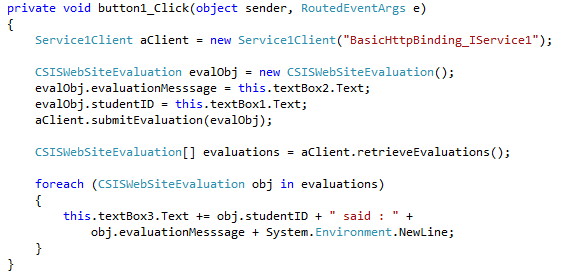 private void button1_Click(object sender, RoutedEventArgs e)
{
Service1Client aClient = new Service1Client("BasicHttpBinding_IService1");
CSISWebSiteEvaluation evalObj = new CSISWebSiteEvaluation();
evalObj.evaluationMesssage = this.textBox2.Text;
evalObj.studentID = this.textBox1.Text;
aClient.submitEvaluation(evalObj);
CSISWebSiteEvaluation[] evaluations = aClient.retrieveEvaluations();
foreach (CSISWebSiteEvaluation obj in evaluations)
{
this.textBox3.Text += obj.studentID + " said : " +
obj.evaluationMesssage + System.Environment.NewLine;
}
}